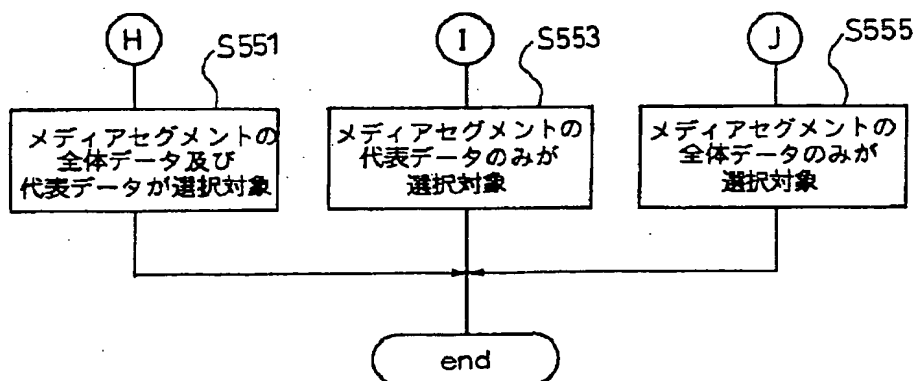 H
S551
I
S553
J
S555
メディアセグメントの
全体データ及び
代表データが選択対象
メディアセグメントの
代表データのみが
選択対象
メディアセグメントの
全体データのみが
選択対象
end